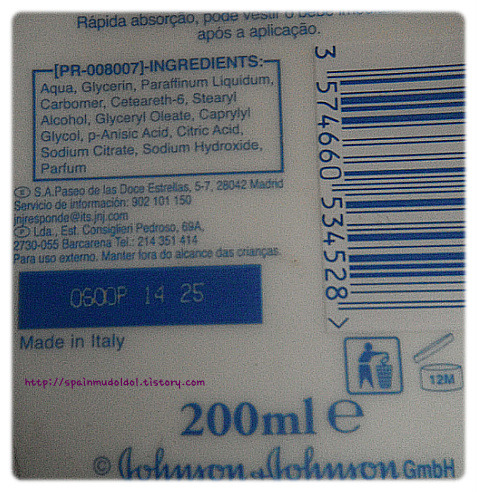 Rápida absorção, pode vestir o bebé
após a aplicação.
[PR-008007]-INGREDIENTS:
Aqua, Glycerin, Paraffinum Liquidum,
Carbomer, Ceteareth-6, Stearyl
Alcohol, Glyceryl Oleate, Caprylyl
Glycol, p-Anisic Acid, Citric Acid,
Sodium Citrate, Sodium Hydroxide,
Parfum
E S.A.Paseo de las Doce Estrellas, 5-7, 28042 Madrid
Servicio de información: 902 101 150
jnjresponde@its.jnj.com
P Lda., Est. Consiglieri Pedroso, 69A,
2730-055 Barcarena Tel.: 214 351 414
Para uso externo. Manter fora do alcance das crianças.
0600P 14 25
Made in Italy
3 574660 534528 >
12M
http://spainmudoldol.tistory.com
200ml e
© Johnson & Johnson GmbH